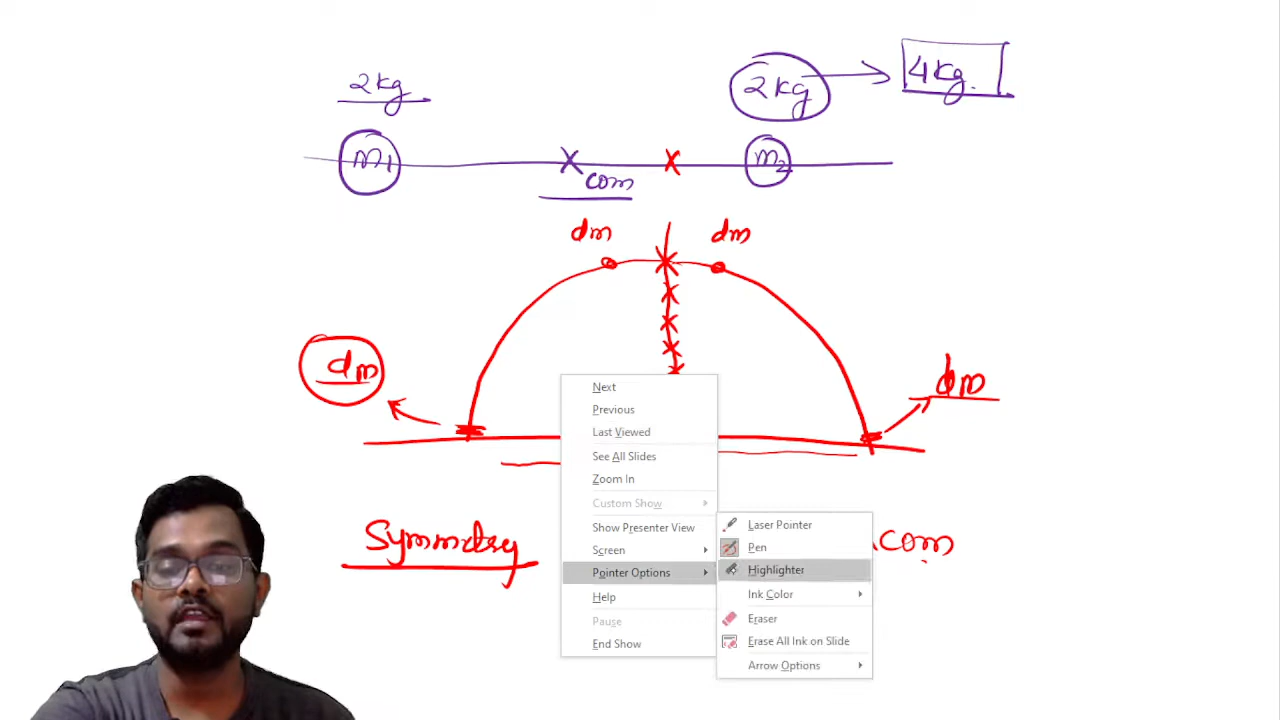 2kg
2kg → 4kg.
m1 com m2
dm dm
dm dm
Symmetry com
Next
Previous
Last Viewed
See All Slides
Zoom In
Custom Show
Show Presenter View
Screen
Pointer Options
Help
Pause
End Show
Laser Pointer
Pen
Highlighter
Ink Color
Eraser
Erase All Ink on Slide
Arrow Options